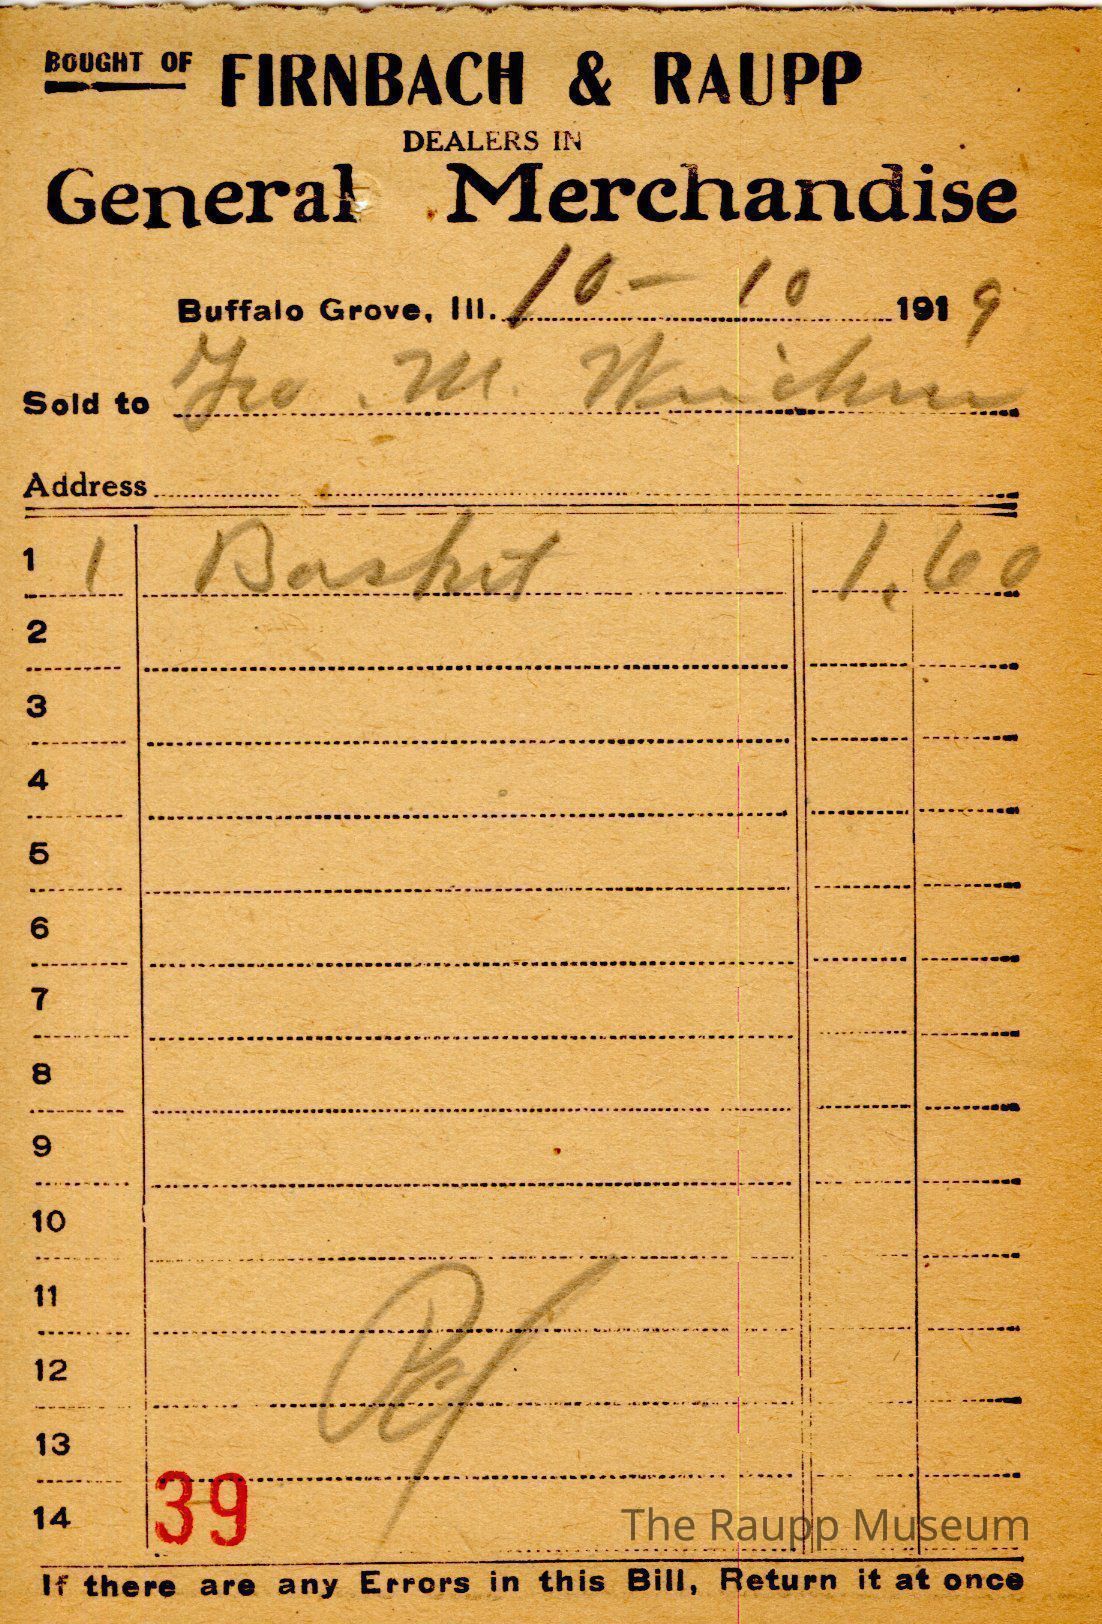 BOUGHT OF FIRNBACH & RAUPP
DEALERS IN
General Merchandise
Buffalo Grove, Ill. 10 - 10 1919
Sold to Geo. M.
Address
1 1 Basket 1.60
2
3
4
5
6
7
8
9
10
11
12
13
14 39
The Raupp Museum
If there are any Errors in this Bill, Return it at once